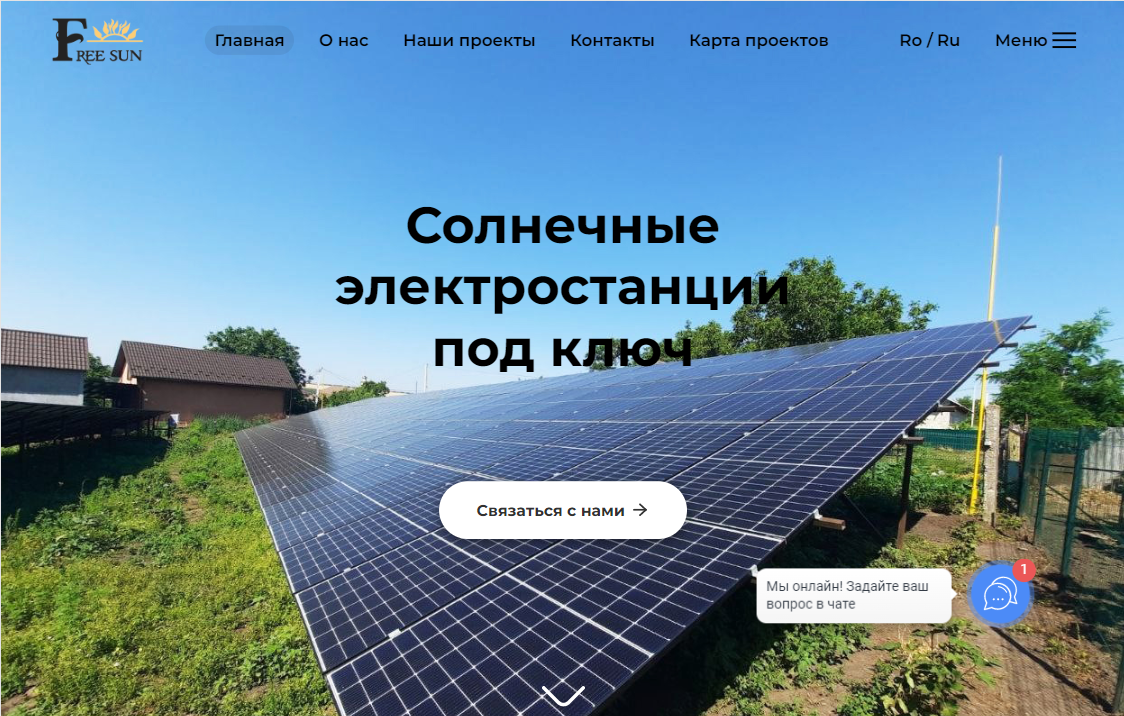 FREE SUN
Главная
О нас
Наши проекты
Контакты
Карта проектов
Ro / Ru
Меню
Солнечные
электростанции
под ключ
Связаться с нами →
Мы онлайн! Задайте ваш
вопрос в чате
1